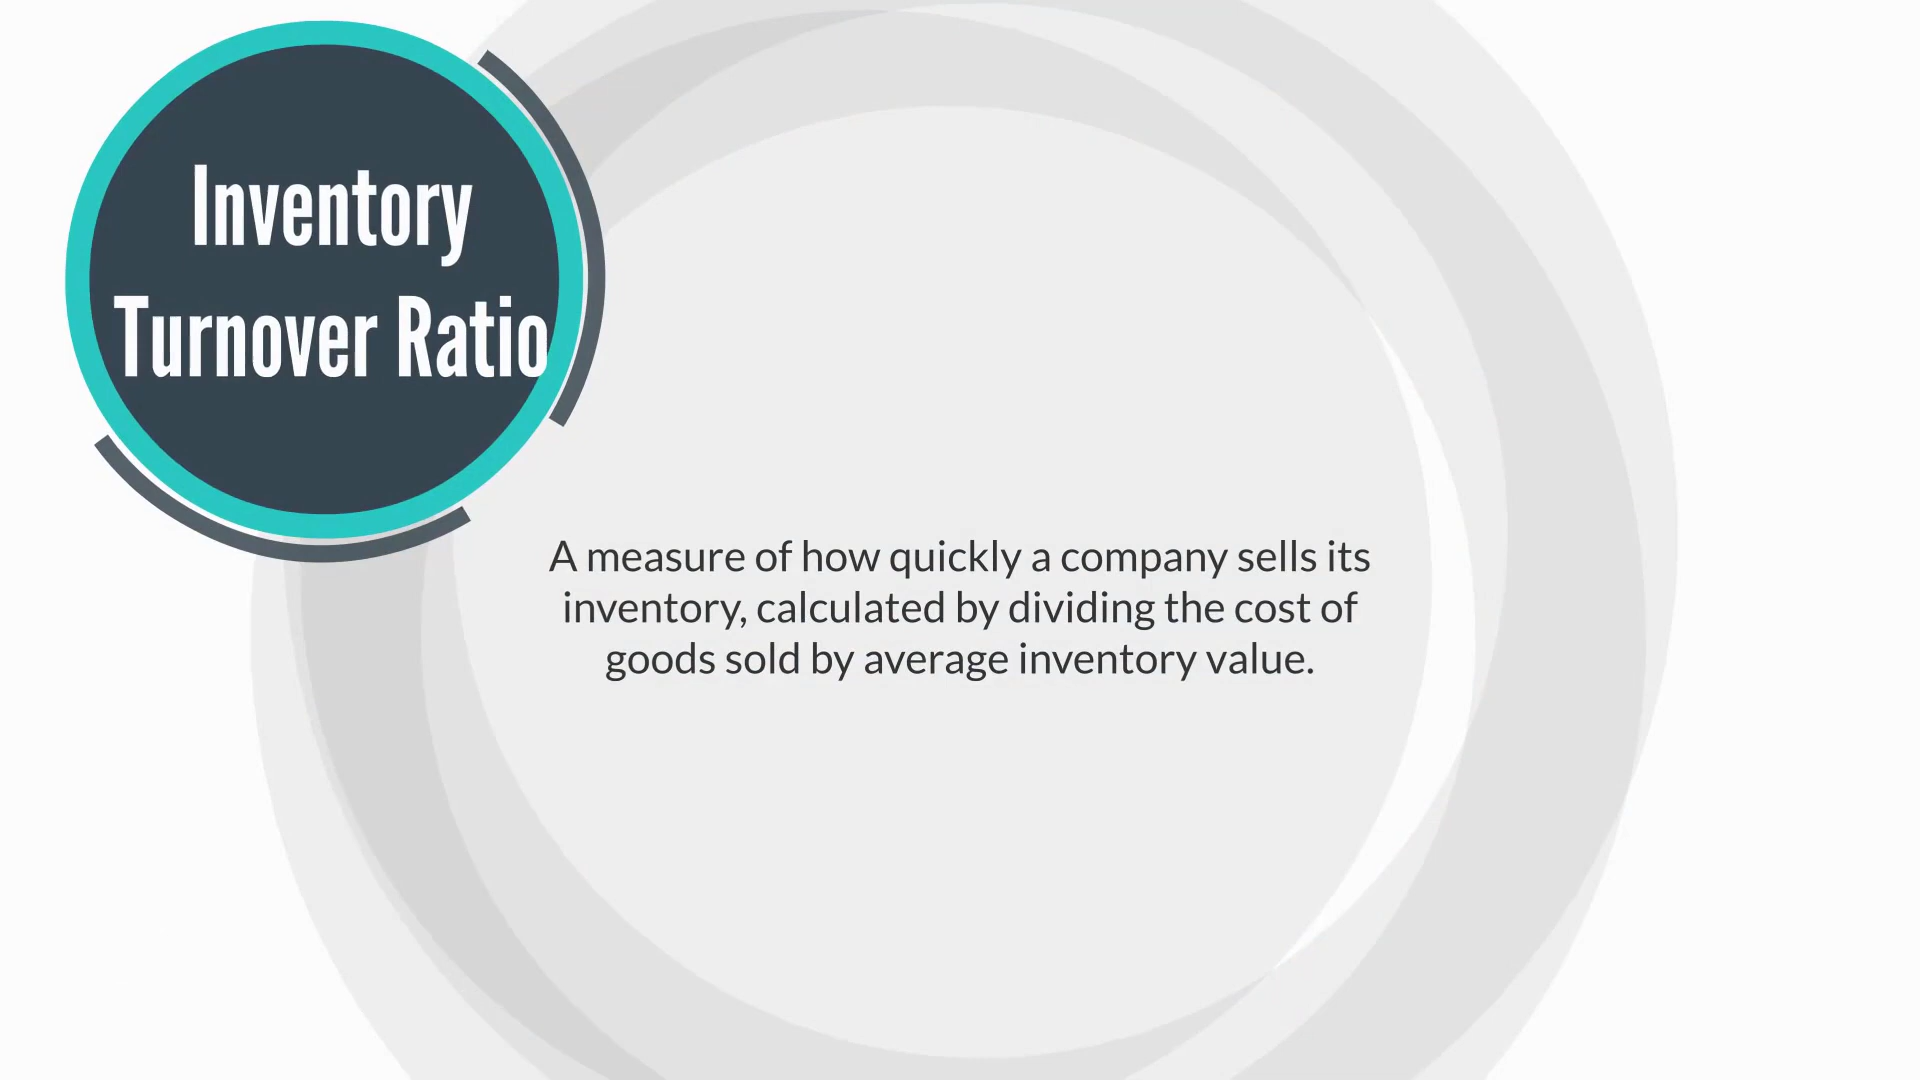 Inventory
Turnover Ratio
A measure of how quickly a company sells its
inventory, calculated by dividing the cost of
goods sold by average inventory value.